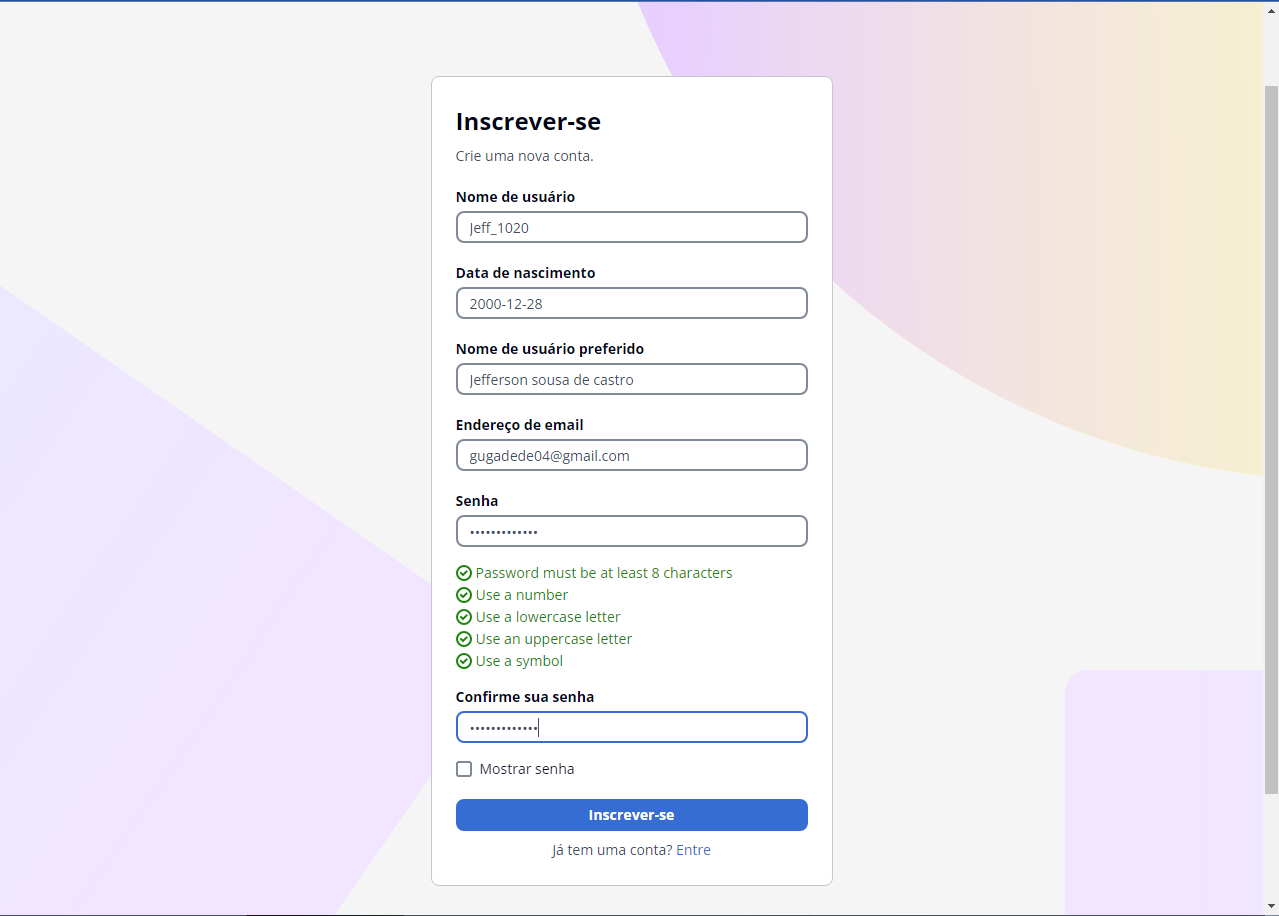 Inscrever-se
Crie uma nova conta.
Nome de usuário
Jeff_1020
Data de nascimento
2000-12-28
Nome de usuário preferido
Jefferson sousa de castro
Endereço de email
gugadede04@gmail.com
Senha
•••••••••••••
Password must be at least 8 characters
Use a number
Use a lowercase letter
Use an uppercase letter
Use a symbol
Confirme sua senha
•••••••••••••
Mostrar senha
Inscrever-se
Já tem uma conta? Entre